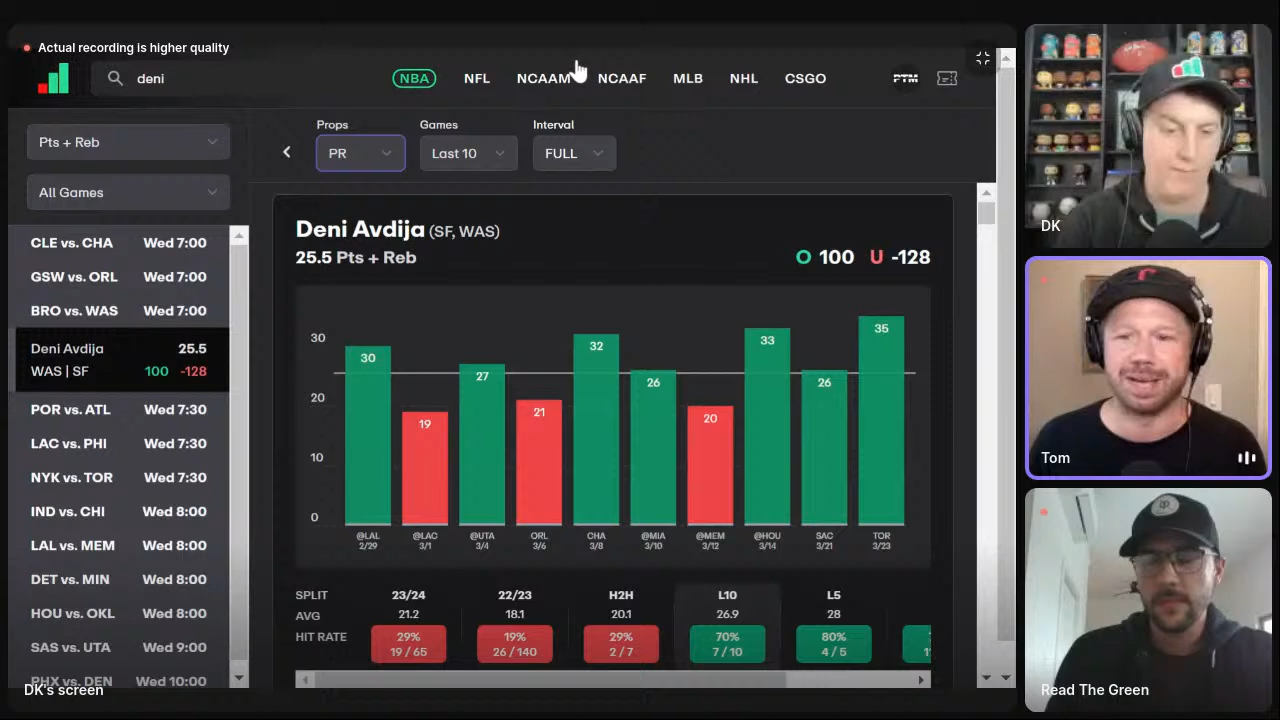 Actual recording is higher quality
deni
NBA NFL NCAAM NCAAF MLB NHL CSGO
Pts + Reb
All Games
Props Games Interval
PR Last 10 FULL
CLE vs. CHA Wed 7:00
GSW vs. ORL Wed 7:00
BRO vs. WAS Wed 7:00
Deni Avdija 25.5
WAS | SF 100 -128
POR vs. ATL Wed 7:30
LAC vs. PHI Wed 7:30
NYK vs. TOR Wed 7:30
IND vs. CHI Wed 8:00
LAL vs. MEM Wed 8:00
DET vs. MIN Wed 8:00
HOU vs. OKL Wed 8:00
SAS vs. UTA Wed 9:00
PHX vs. DEN Wed 10:00
DK's screen
Deni Avdija (SF, WAS)
25.5 Pts + Reb O 100 U -128
30
20
10
0
30 19 27 21 32 26 20 33 26 35
@LAL @LAC @UTA ORL CHA @MIA @MEM @HOU SAC TOR
2/29 3/1 3/4 3/6 3/8 3/10 3/12 3/14 3/21 3/23
SPLIT 23/24 22/23 H2H L10 L5
AVG 21.2 18.1 20.1 26.9 28
HIT RATE 29% 19% 29% 70% 80%
19 / 65 26 / 140 2 / 7 7 / 10 4 / 5
DK
Tom
Read The Green